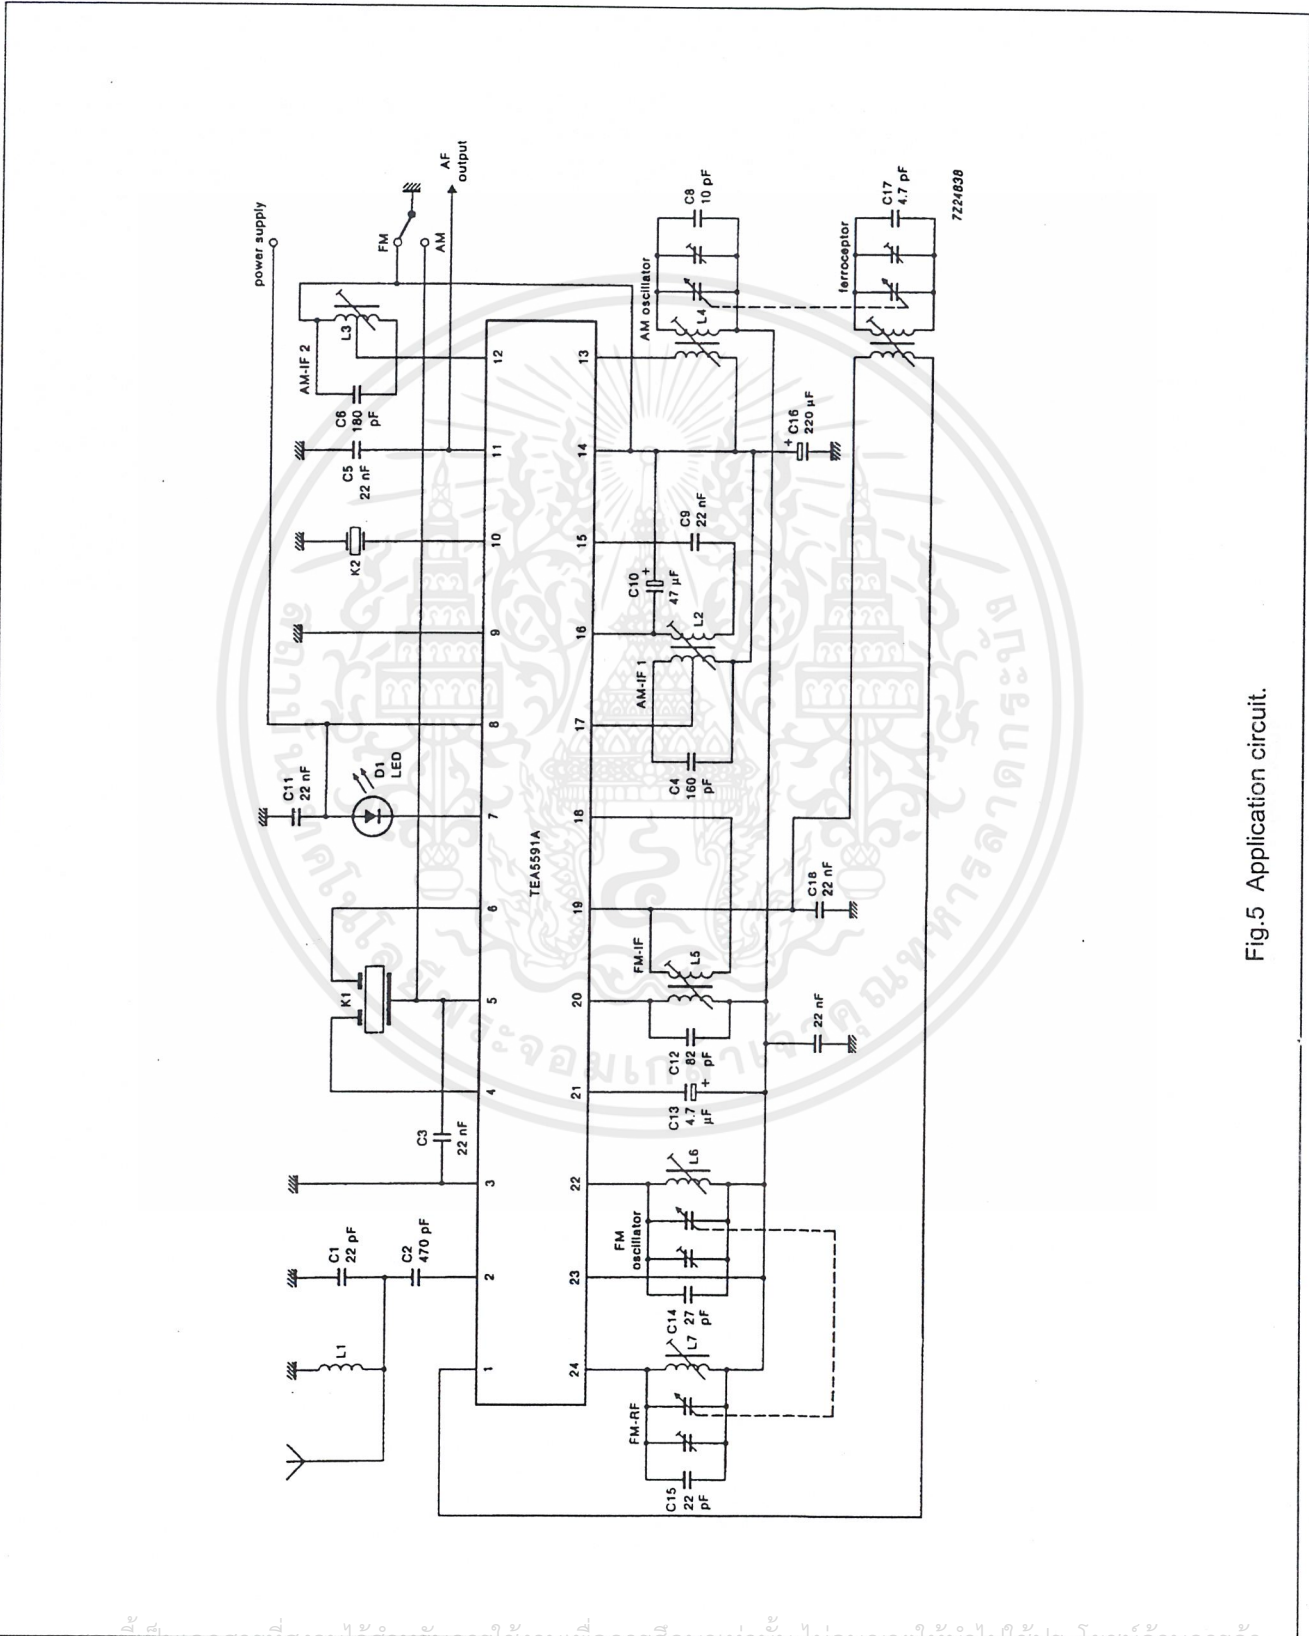 power supply
FM
AM
AF
output
AM-IF 2
L3
C6
180
pF
C5
22 nF
K2
C11
22 nF
D1
LED
K1
C3
22 nF
C1
22 pF
C2
470 pF
L1
1
2
3
4
5
6
7
8
9
10
11
12
TEA5591A
24
23
22
21
20
19
18
17
16
15
14
13
AM oscillator
L4
C8
10 pF
ferroceptor
C17
4.7 pF
C16
+
220 µF
C9
22 nF
C10
+
47 µF
L2
AM-IF 1
C4
160
pF
C18
22 nF
FM-IF
L5
22 nF
C12
82
pF
C13
4.7
µF
+
L6
FM
oscillator
C14
27
pF
L7
FM-RF
C15
22
pF
7Z24838
Fig.5 Application circuit.